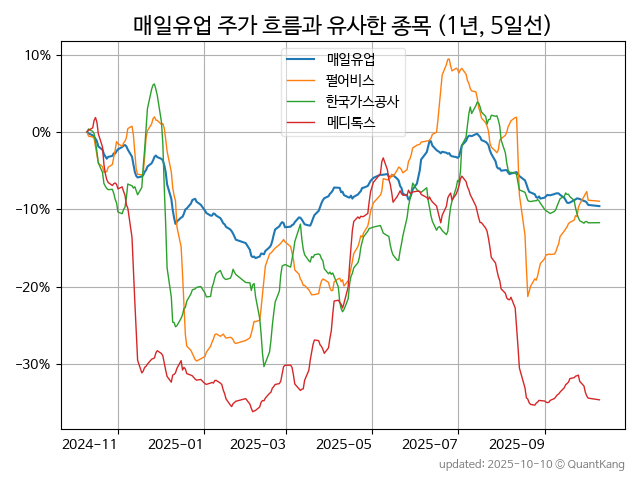 매일유업 주가 흐름과 유사한 종목 (1년, 5일선)
매일유업
펄어비스
한국가스공사
메디톡스
10%
0%
−10%
−20%
−30%
2024−11
2025−01
2025−03
2025−05
2025−07
2025−09
updated: 2025-10-10 © QuantKang